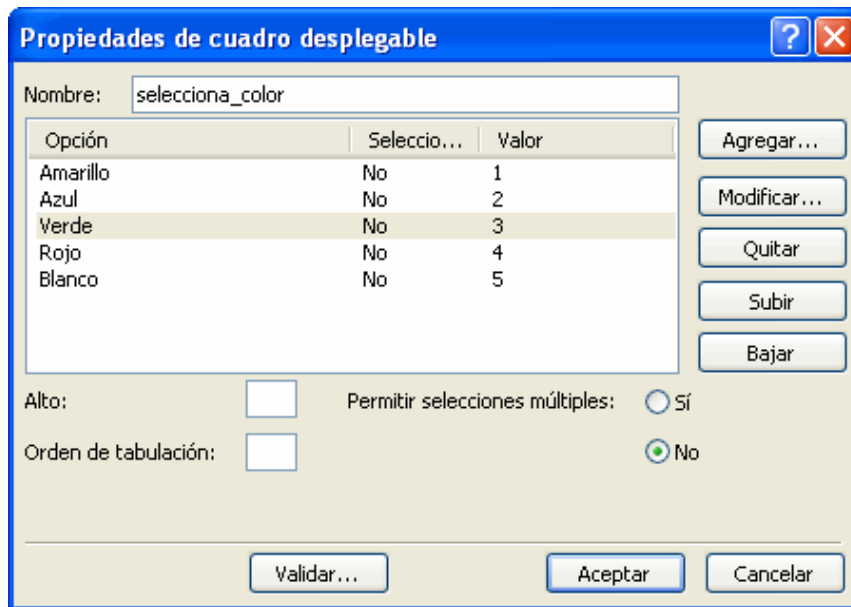 Propiedades de cuadro desplegable
Nombre: selecciona_color
Opción Seleccio... Valor
Amarillo No 1
Azul No 2
Verde No 3
Rojo No 4
Blanco No 5
Agregar...
Modificar...
Quitar
Subir
Bajar
Alto: Permitir selecciones múltiples: Sí
Orden de tabulación: No
Validar... Aceptar Cancelar